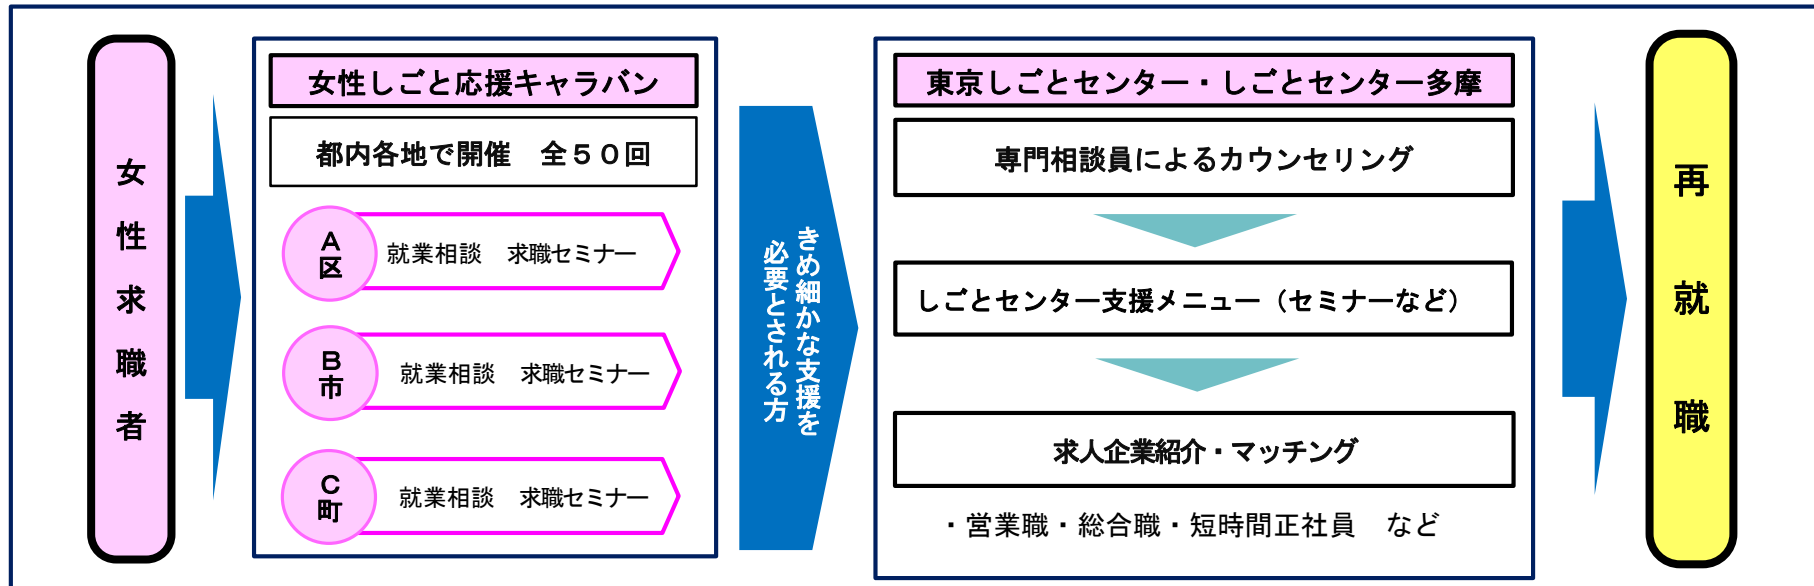 女性求職者
女性しごと応援キャラバン
都内各地で開催　全５０回
Ａ区
就業相談　求職セミナー
Ｂ市
就業相談　求職セミナー
Ｃ町
就業相談　求職セミナー
きめ細かな支援を
必要とされる方
東京しごとセンター・しごとセンター多摩
専門相談員によるカウンセリング
しごとセンター支援メニュー（セミナーなど）
求人企業紹介・マッチング
・営業職・総合職・短時間正社員　など
再就職